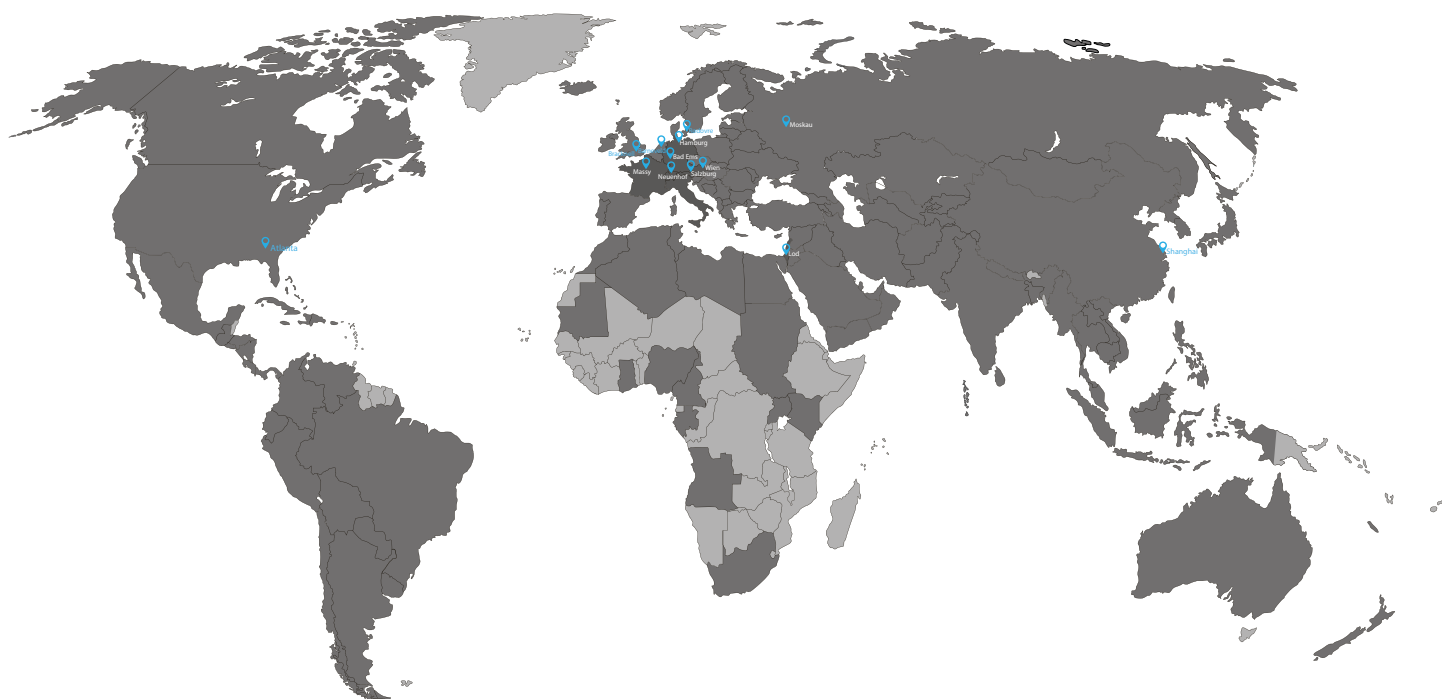 Moskau
Hamburg
Bad Ems
Massy
Neuenhof
Wien
Salzburg
Atlanta
Lod
Shanghai